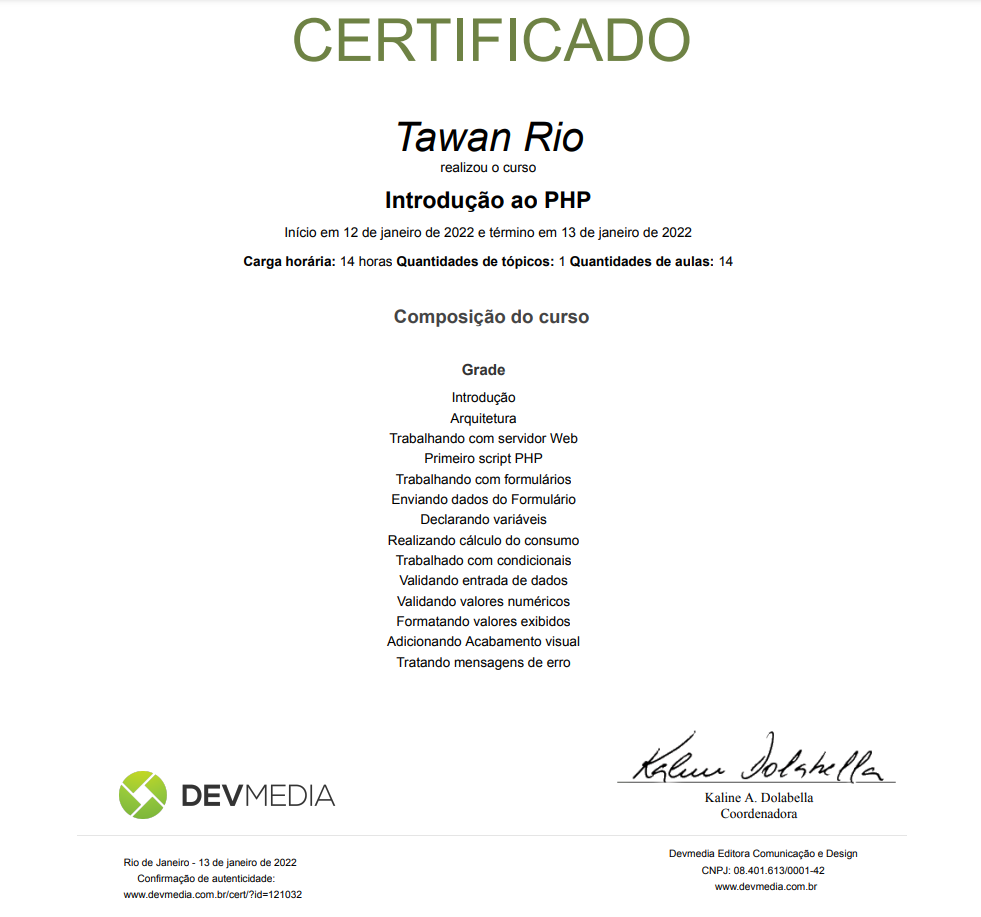 CERTIFICADO
Tawan Rio
realizou o curso
Introdução ao PHP
Início em 12 de janeiro de 2022 e término em 13 de janeiro de 2022
Carga horária: 14 horas Quantidades de tópicos: 1 Quantidades de aulas: 14
Composição do curso
Grade
Introdução
Arquitetura
Trabalhando com servidor Web
Primeiro script PHP
Trabalhando com formulários
Enviando dados do Formulário
Declarando variáveis
Realizando cálculo do consumo
Trabalhado com condicionais
Validando entrada de dados
Validando valores numéricos
Formatando valores exibidos
Adicionando Acabamento visual
Tratando mensagens de erro
Kaline Dolabella
Kaline A. Dolabella
Coordenadora
DEVMEDIA
Rio de Janeiro - 13 de janeiro de 2022
Confirmação de autenticidade:
www.devmedia.com.br/cert/?id=121032
Devmedia Editora Comunicação e Design
CNPJ: 08.401.613/0001-42
www.devmedia.com.br